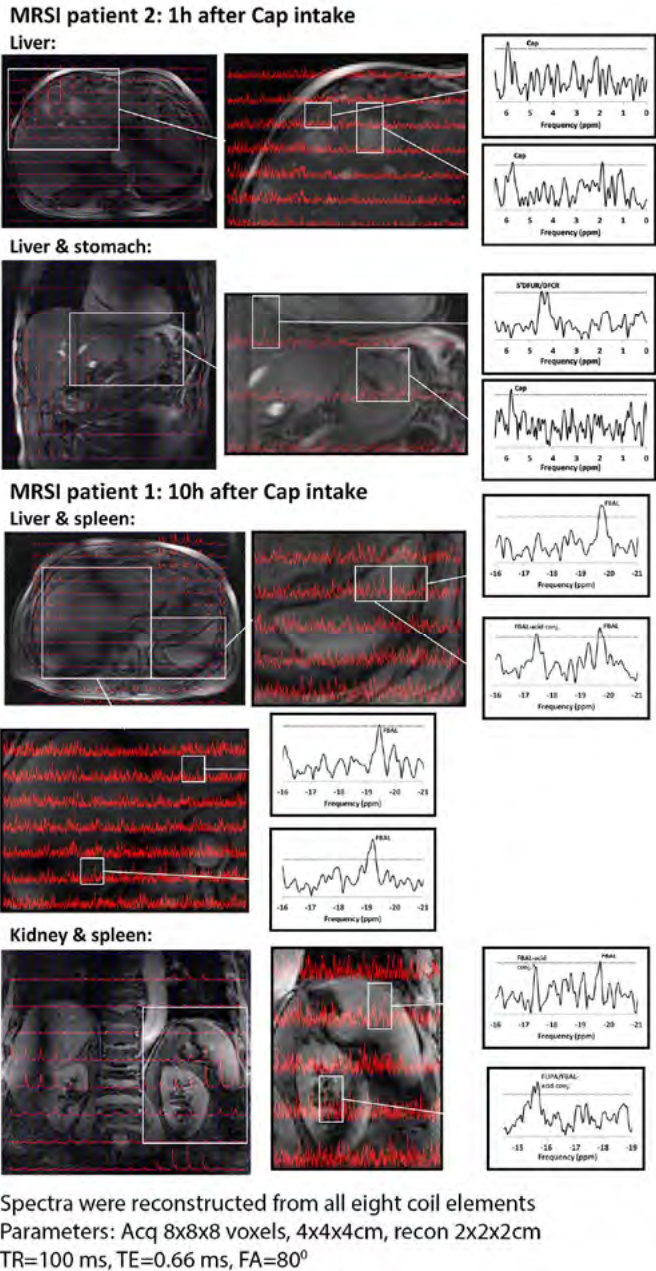 MRSI patient 2: 1h after Cap intake
Liver:
Cap
6 5 4 3 2 1 0
Frequency (ppm)
Cap
6 5 4 3 2 1 0
Frequency (ppm)
Liver & stomach:
5'DFUR/DFCR
6 5 4 3 2 1 0
Frequency (ppm)
Cap
6 5 4 3 2 1 0
Frequency (ppm)
MRSI patient 1: 10h after Cap intake
Liver & spleen:
FBAL
-16 -17 -18 -19 -20 -21
Frequency (ppm)
FBAL-acid conj. FBAL
-16 -17 -18 -19 -20 -21
Frequency (ppm)
FBAL
-16 -17 -18 -19 -20 -21
Frequency (ppm)
FBAL
-16 -17 -18 -19 -20 -21
Frequency (ppm)
Kidney & spleen:
FBAL-acid FBAL
conj.
-16 -17 -18 -19 -20 -21
Frequency (ppm)
acid conj.
-15 -16 -17 -18 -19
Frequency (ppm)
Spectra were reconstructed from all eight coil elements
Parameters: Acq 8x8x8 voxels, 4x4x4cm, recon 2x2x2cm
TR=100 ms, TE=0.66 ms, FA=80⁰